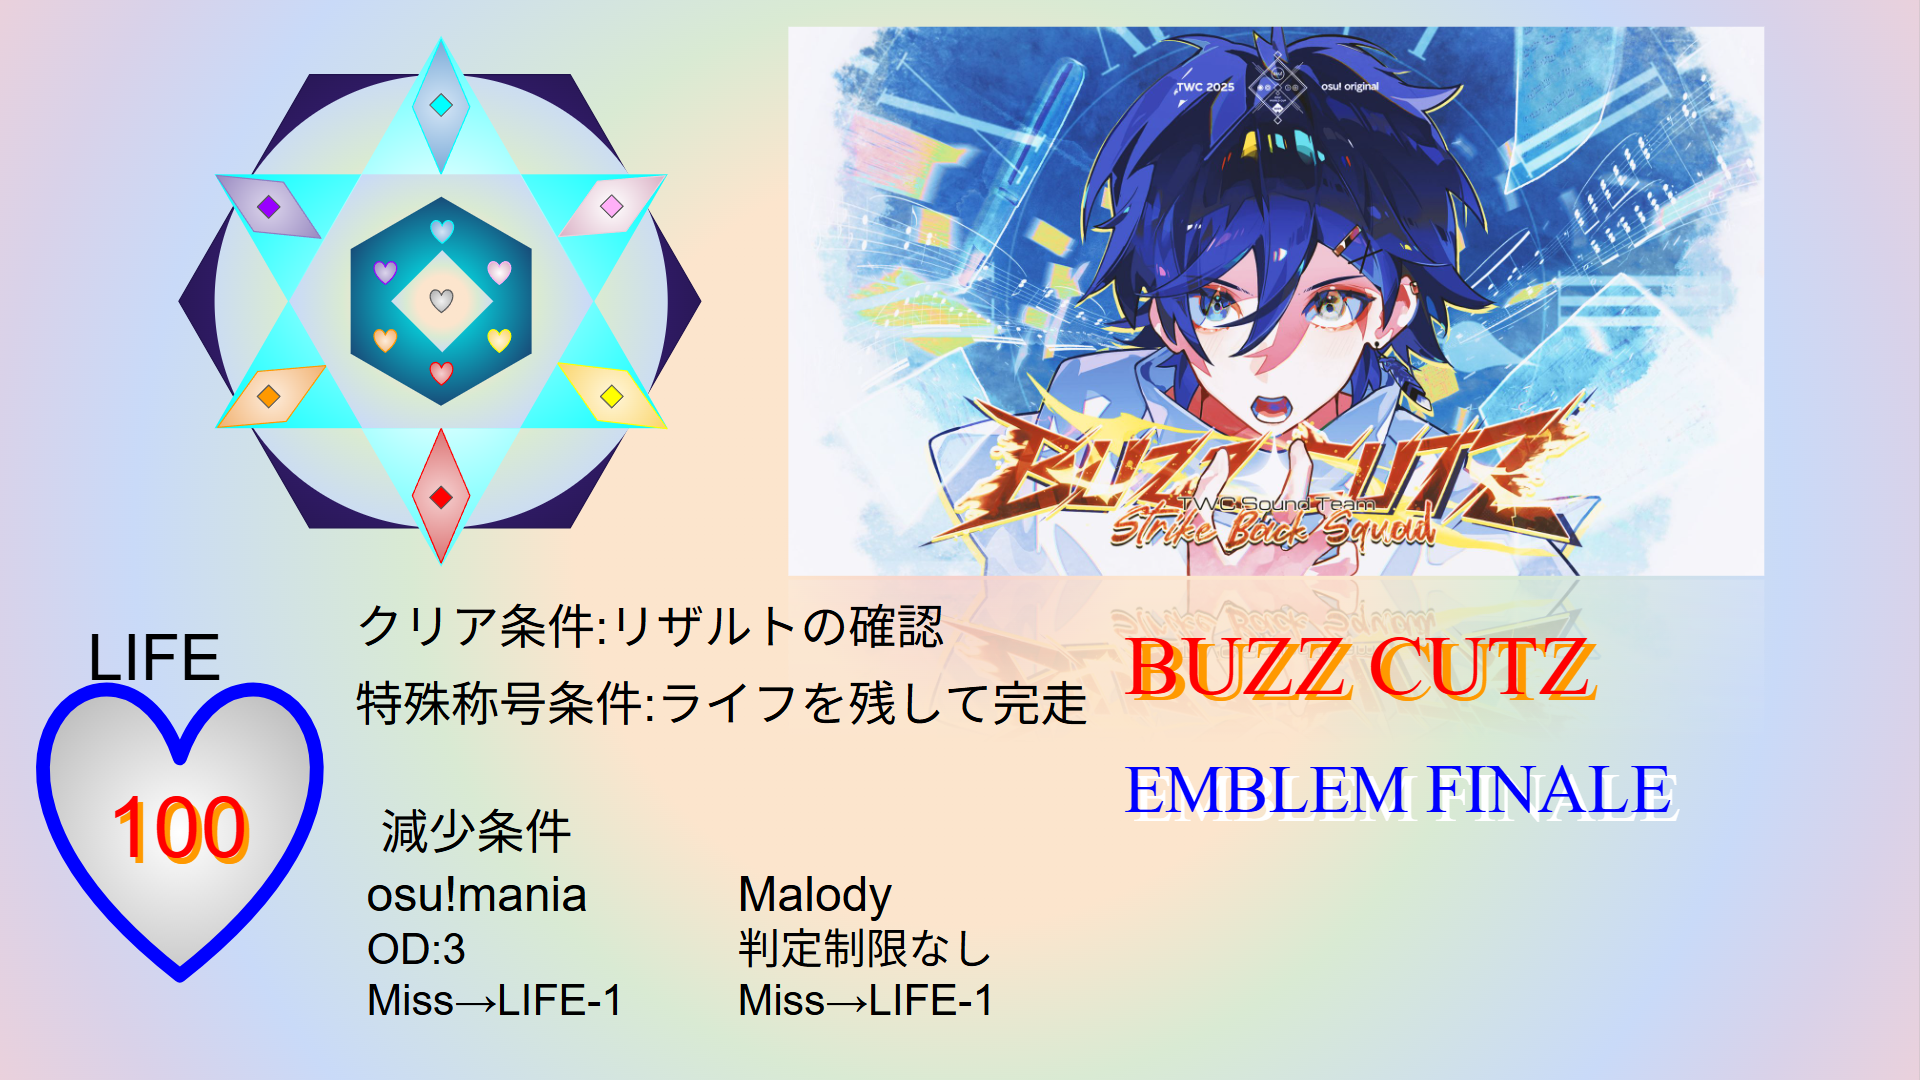 TWC 2025
osu! original
BUZZ CUTZ
TWC Sound Team
Strike Back Squad
LIFE
100
クリア条件:リザルトの確認
特殊称号条件:ライフを残して完走
BUZZ CUTZ
EMBLEM FINALE
減少条件
osu!mania
OD:3
Miss→LIFE-1
Malody
判定制限なし
Miss→LIFE-1